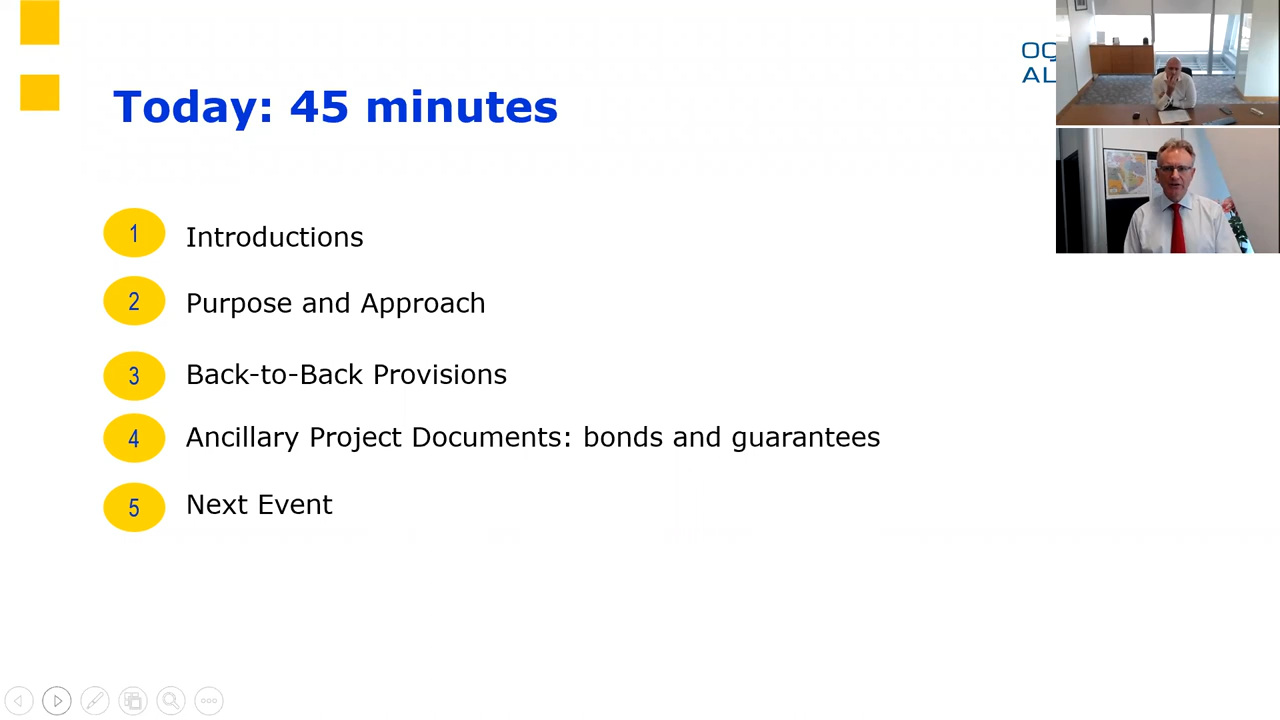 Today: 45 minutes
1 Introductions
2 Purpose and Approach
3 Back-to-Back Provisions
4 Ancillary Project Documents: bonds and guarantees
5 Next Event